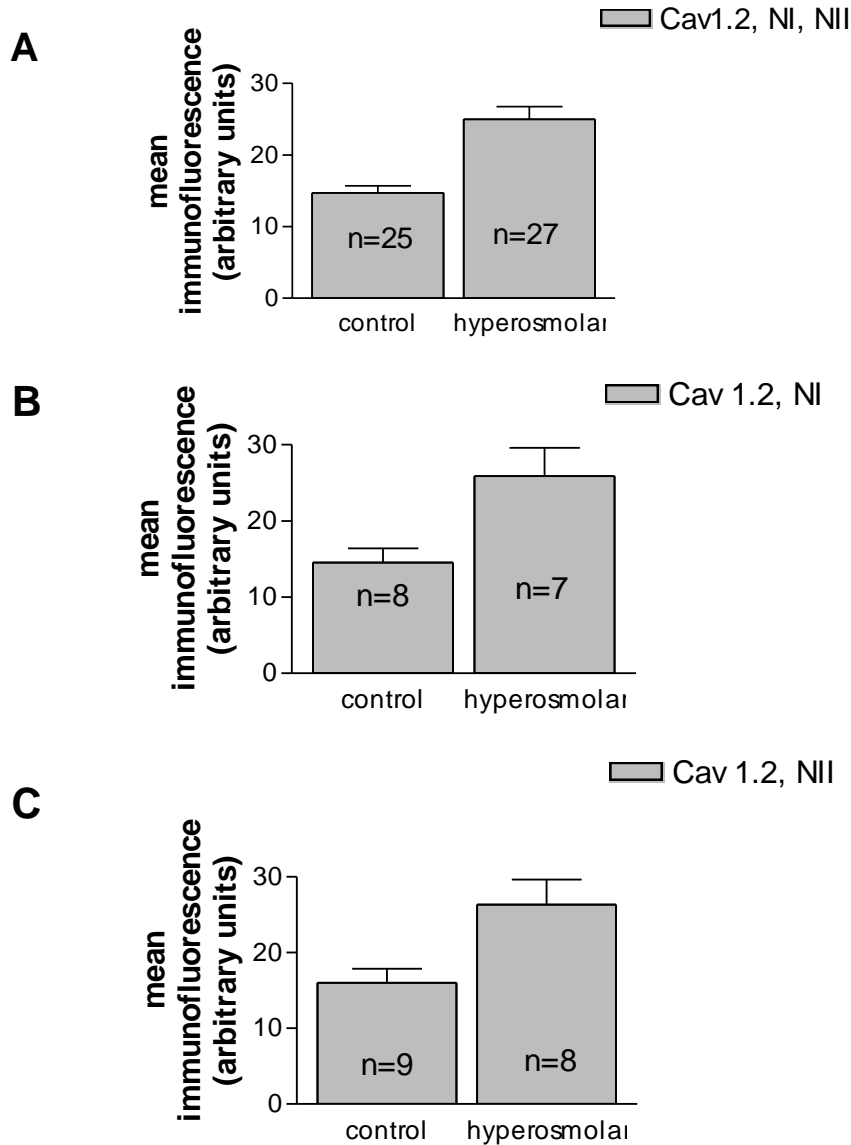 A
Cav1.2, NI, NII
mean
immunofluorescence
(arbitrary units)
30
20
10
0
n=25
n=27
control
hyperosmolar
B
Cav 1.2, NI
mean
immunofluorescence
(arbitrary units)
30
20
10
0
n=8
n=7
control
hyperosmolar
C
Cav 1.2, NII
mean
immunofluorescence
(arbitrary units)
30
20
10
0
n=9
n=8
control
hyperosmolar